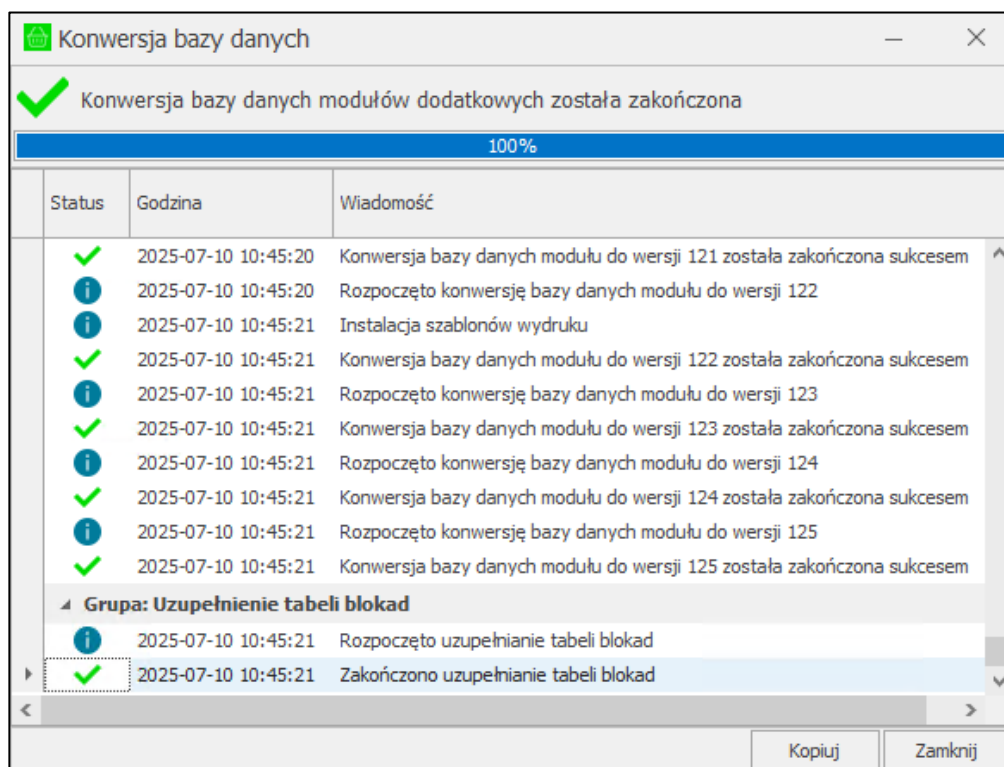 Konwersja bazy danych
Konwersja bazy danych modułów dodatkowych została zakończona
100%
Status Godzina Wiadomość
2025-07-10 10:45:20 Konwersja bazy danych modułu do wersji 121 została zakończona sukcesem
2025-07-10 10:45:20 Rozpoczęto konwersję bazy danych modułu do wersji 122
2025-07-10 10:45:21 Instalacja szablonów wydruku
2025-07-10 10:45:21 Konwersja bazy danych modułu do wersji 122 została zakończona sukcesem
2025-07-10 10:45:21 Rozpoczęto konwersję bazy danych modułu do wersji 123
2025-07-10 10:45:21 Konwersja bazy danych modułu do wersji 123 została zakończona sukcesem
2025-07-10 10:45:21 Rozpoczęto konwersję bazy danych modułu do wersji 124
2025-07-10 10:45:21 Konwersja bazy danych modułu do wersji 124 została zakończona sukcesem
2025-07-10 10:45:21 Rozpoczęto konwersję bazy danych modułu do wersji 125
2025-07-10 10:45:21 Konwersja bazy danych modułu do wersji 125 została zakończona sukcesem
Grupa: Uzupełnienie tabeli blokad
2025-07-10 10:45:21 Rozpoczęto uzupełnianie tabeli blokad
2025-07-10 10:45:21 Zakończono uzupełnianie tabeli blokad
Kopiuj Zamknij